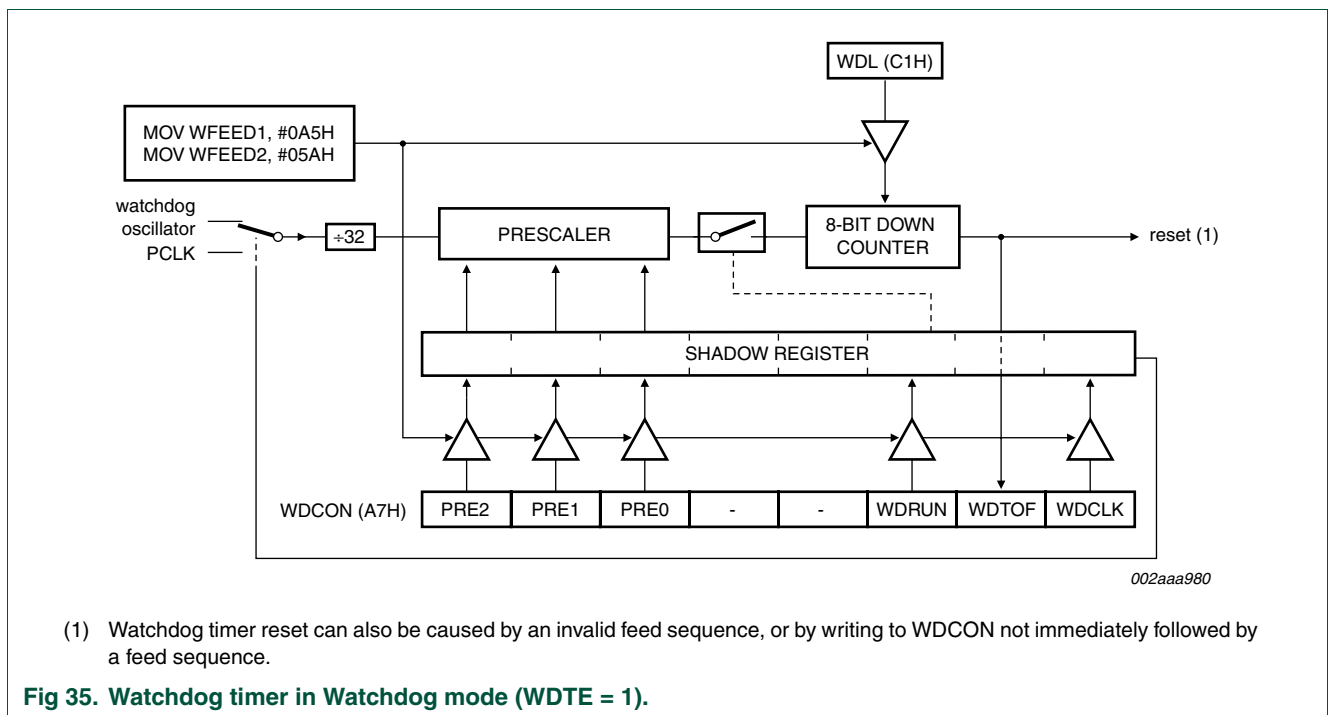 WDL (C1H)
MOV WFEED1, #0A5H
MOV WFEED2, #05AH
watchdog
oscillator
PCLK
÷32
PRESCALER
8-BIT DOWN
COUNTER
reset (1)
SHADOW REGISTER
WDCON (A7H)
PRE2
PRE1
PRE0
-
-
WDRUN
WDTOF
WDCLK
002aaa980
(1) Watchdog timer reset can also be caused by an invalid feed sequence, or by writing to WDCON not immediately followed by
a feed sequence.
Fig 35. Watchdog timer in Watchdog mode (WDTE = 1).